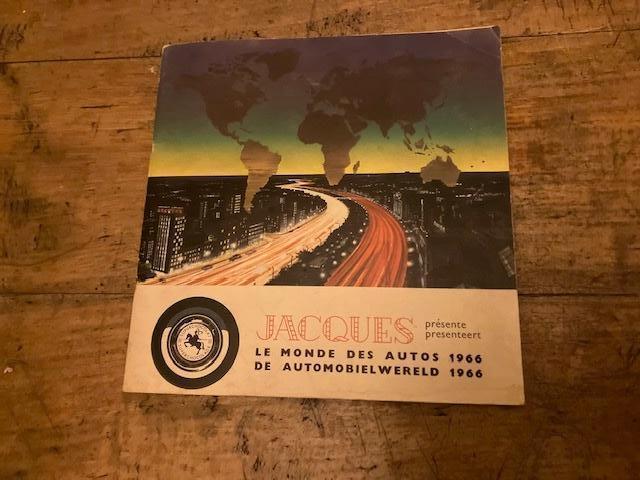 JACQUES présente
presenteert
LE MONDE DES AUTOS 1966
DE AUTOMOBIELWERELD 1966